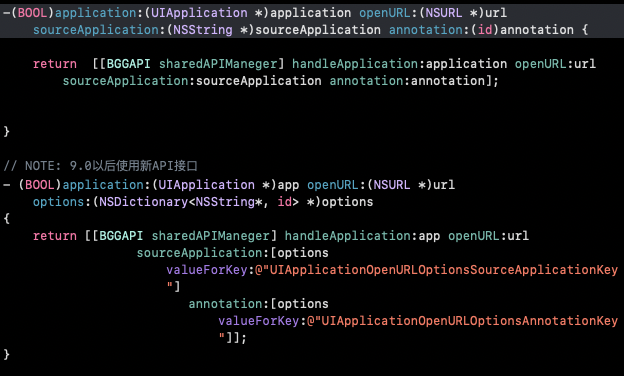 -(BOOL)application:(UIApplication *)application openURL:(NSURL *)url
sourceApplication:(NSString *)sourceApplication annotation:(id)annotation {
return  [[BGGAPI sharedAPIManeger] handleApplication:application openURL:url
sourceApplication:sourceApplication annotation:annotation];
}
// NOTE: 9.0以后使用新API接口
- (BOOL)application:(UIApplication *)app openURL:(NSURL *)url
options:(NSDictionary<NSString*, id> *)options
{
return [[BGGAPI sharedAPIManeger] handleApplication:app openURL:url
sourceApplication:[options
valueForKey:@"UIApplicationOpenURLOptionsSourceApplicationKey
"]
annotation:[options
valueForKey:@"UIApplicationOpenURLOptionsAnnotationKey
"]];
}